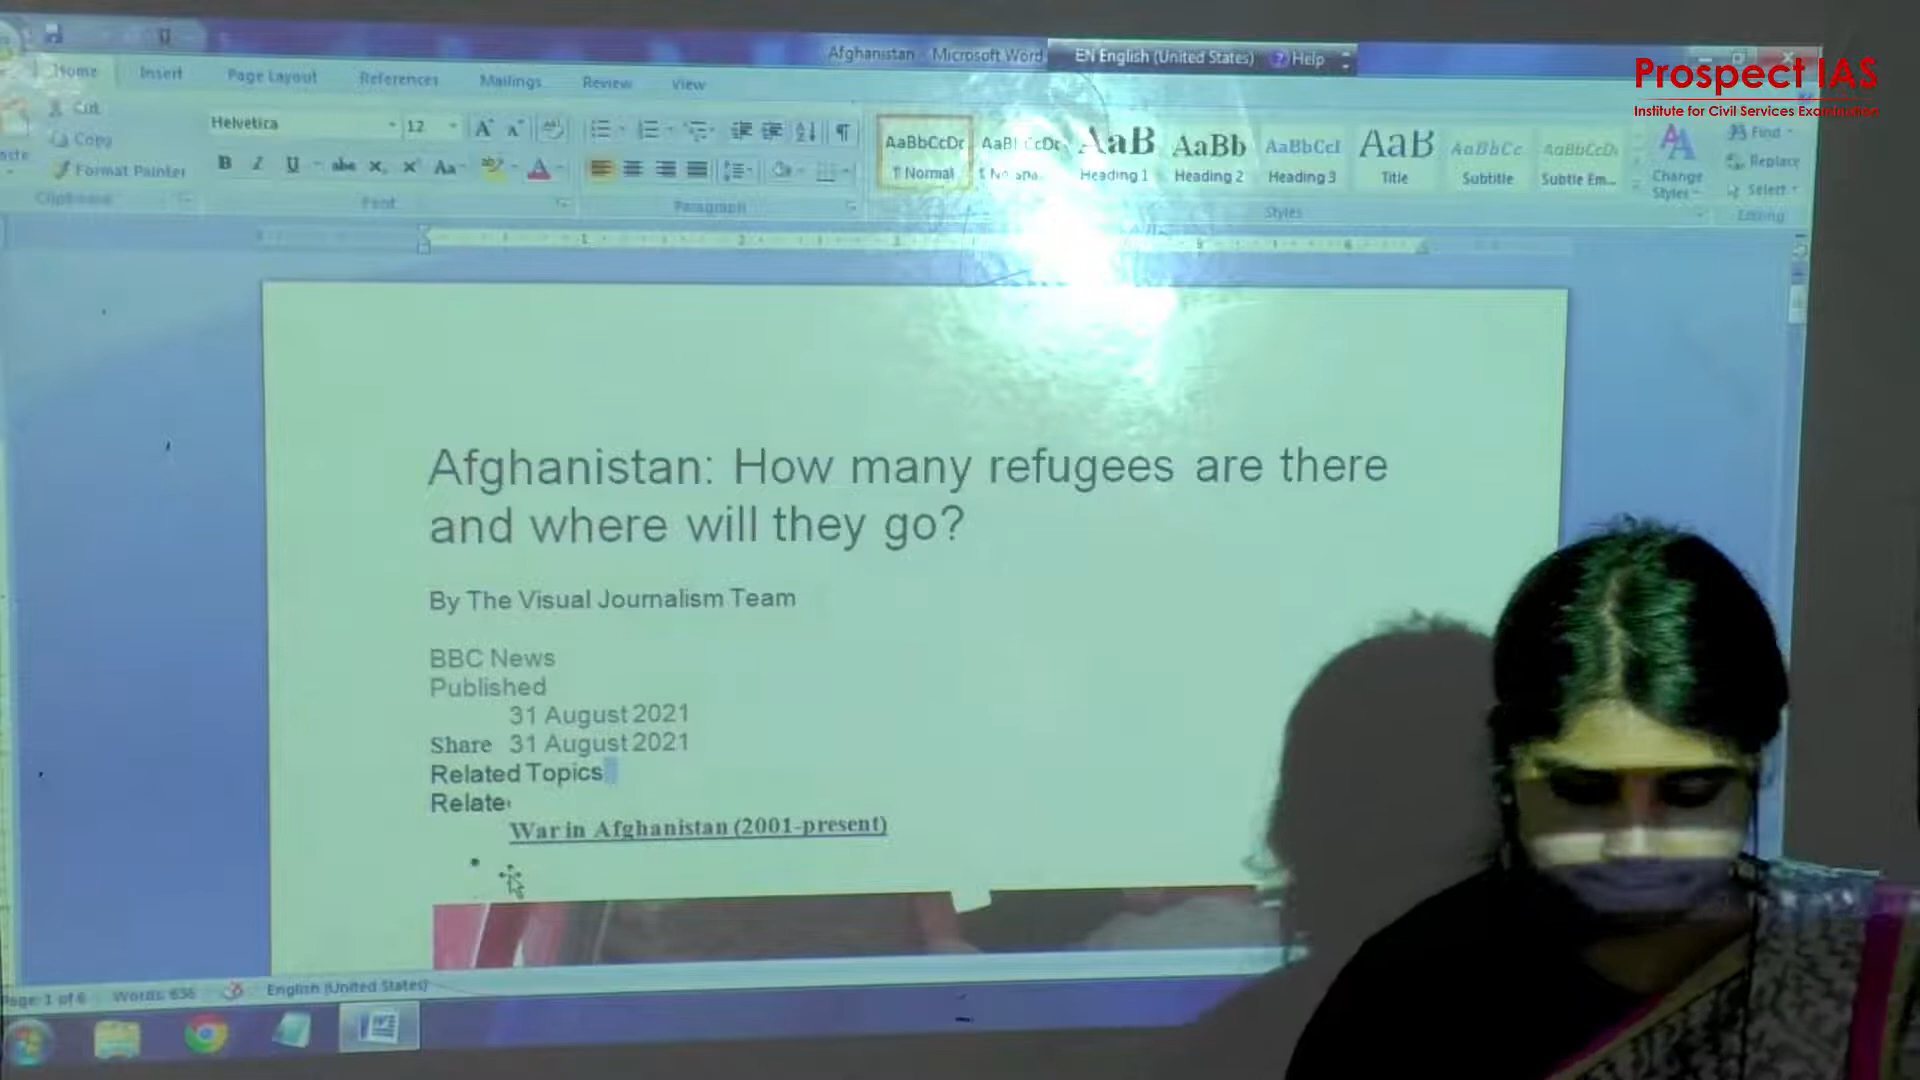 Afghanistan - Microsoft Word
EN English (United States) Help
Prospect IAS
Institute for Civil Services Examination
Home Insert Page Layout References Mailings Review View
Cut
Copy
Format Painter
Clipboard
Helvetica 12
B I U abc X, X' Aa
Font
Paragraph
AaBbCcDc AaBbCcDc AaB AaBb AaBbCcI AaB AaBbCc AaBbCcDc
¶ Normal Heading 1 Heading 2 Heading 3 Title Subtitle Subtle Em...
Styles
Change
Styles
Find
Replace
Select
Editing
Afghanistan: How many refugees are there
and where will they go?
By The Visual Journalism Team
BBC News
Published
31 August 2021
Share 31 August 2021
Related Topics
Relate
War in Afghanistan (2001-present)
Page: 1 of 6 Words: 636 English (United States)